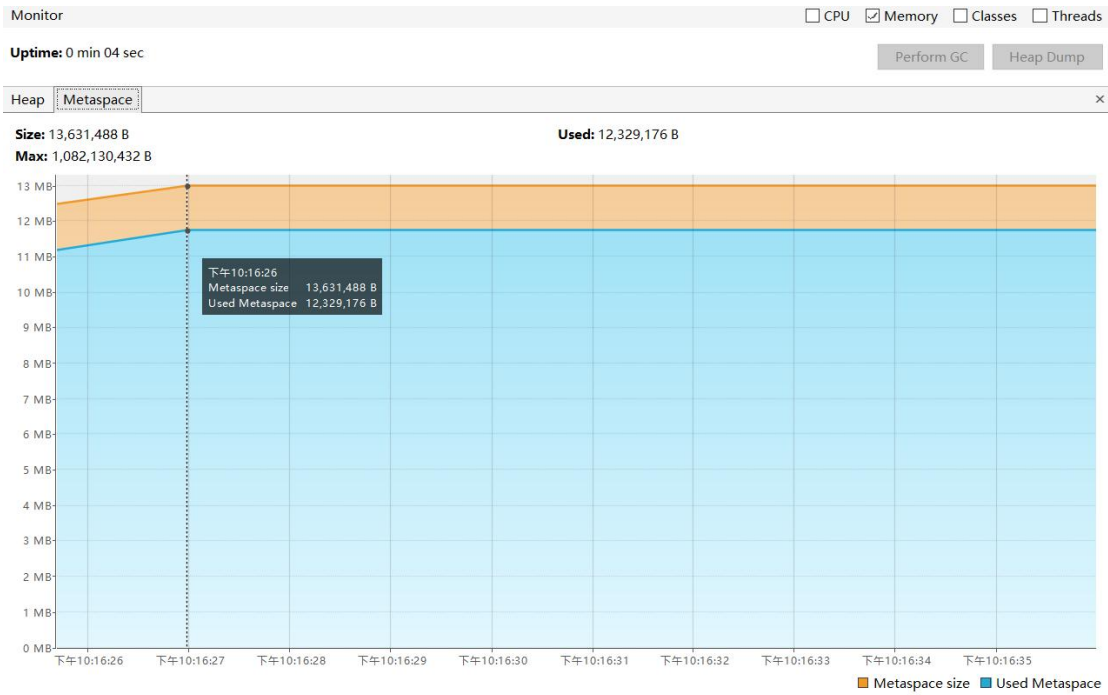 Monitor CPU Memory Classes Threads
Uptime: 0 min 04 sec Perform GC Heap Dump
Heap Metaspace ×
Size: 13,631,488 B Used: 12,329,176 B
Max: 1,082,130,432 B
13 MB
12 MB
11 MB
10 MB
9 MB
8 MB
7 MB
6 MB
5 MB
4 MB
3 MB
2 MB
1 MB
0 MB
下午10:16:26
Metaspace size 13,631,488 B
Used Metaspace 12,329,176 B
下午10:16:26 下午10:16:27 下午10:16:28 下午10:16:29 下午10:16:30 下午10:16:31 下午10:16:32 下午10:16:33 下午10:16:34 下午10:16:35
Metaspace size Used Metaspace